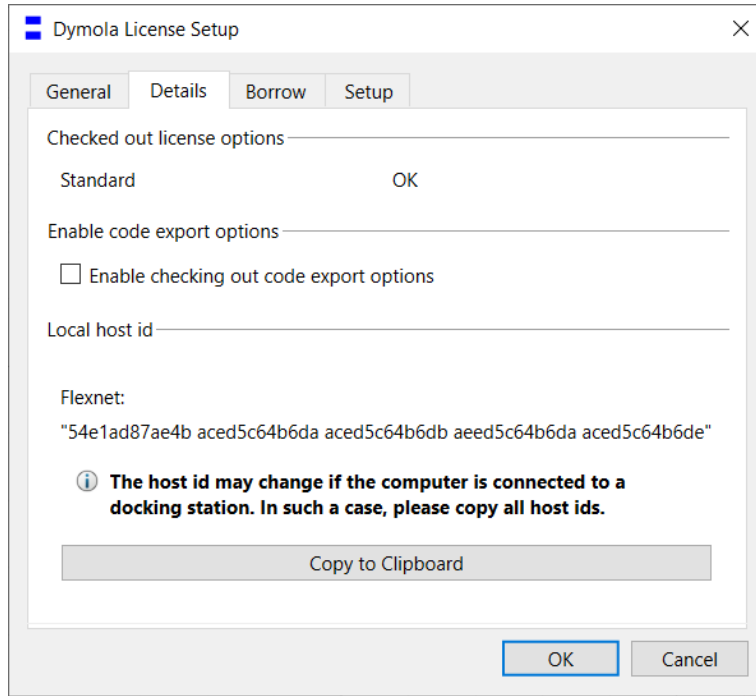 Dymola License Setup
General Details Borrow Setup
Checked out license options
Standard OK
Enable code export options
Enable checking out code export options
Local host id
Flexnet:
"54e1ad87ae4b aced5c64b6da aced5c64b6db aeed5c64b6da aced5c64b6de"
The host id may change if the computer is connected to a
docking station. In such a case, please copy all host ids.
Copy to Clipboard
OK Cancel